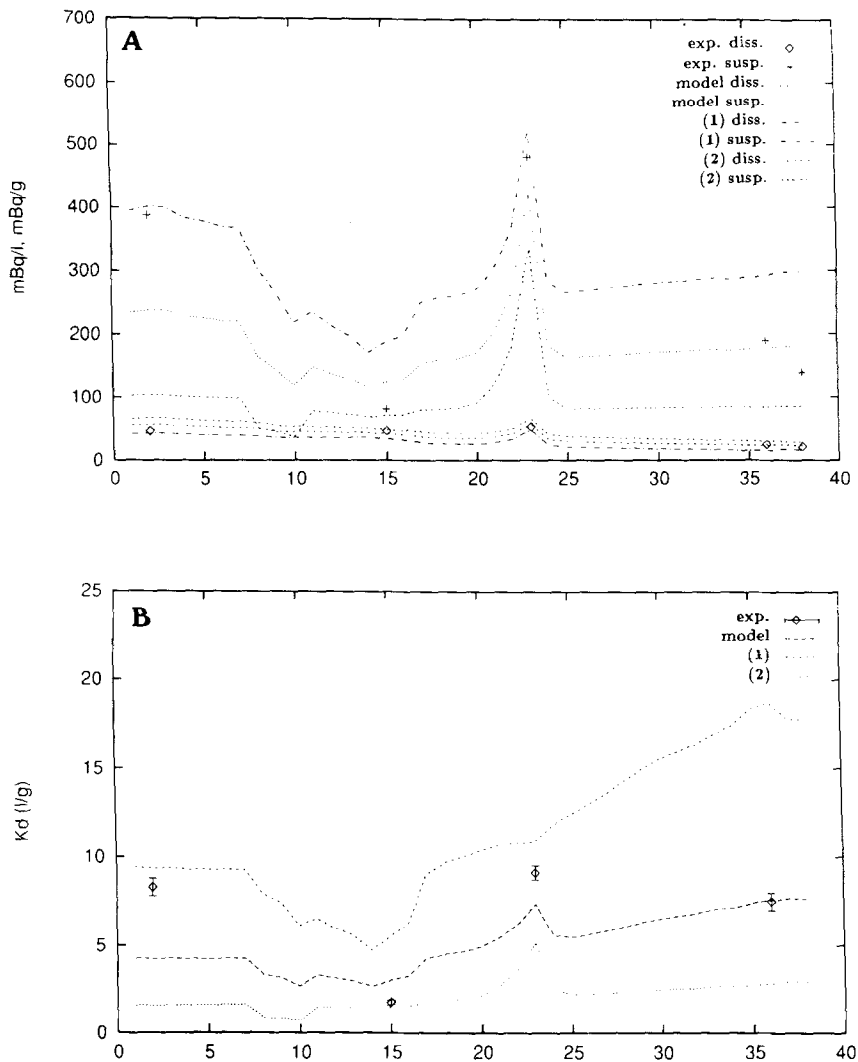 A
700
600
500
400
300
200
100
0
mBq/l, mBq/g
exp. diss.
exp. susp.
model diss.
model susp.
(1) diss.
(1) susp.
(2) diss.
(2) susp.
0 5 10 15 20 25 30 35 40
B
25
20
15
10
5
0
Kd (l/g)
exp.
model
(1)
(2)
0 5 10 15 20 25 30 35 40